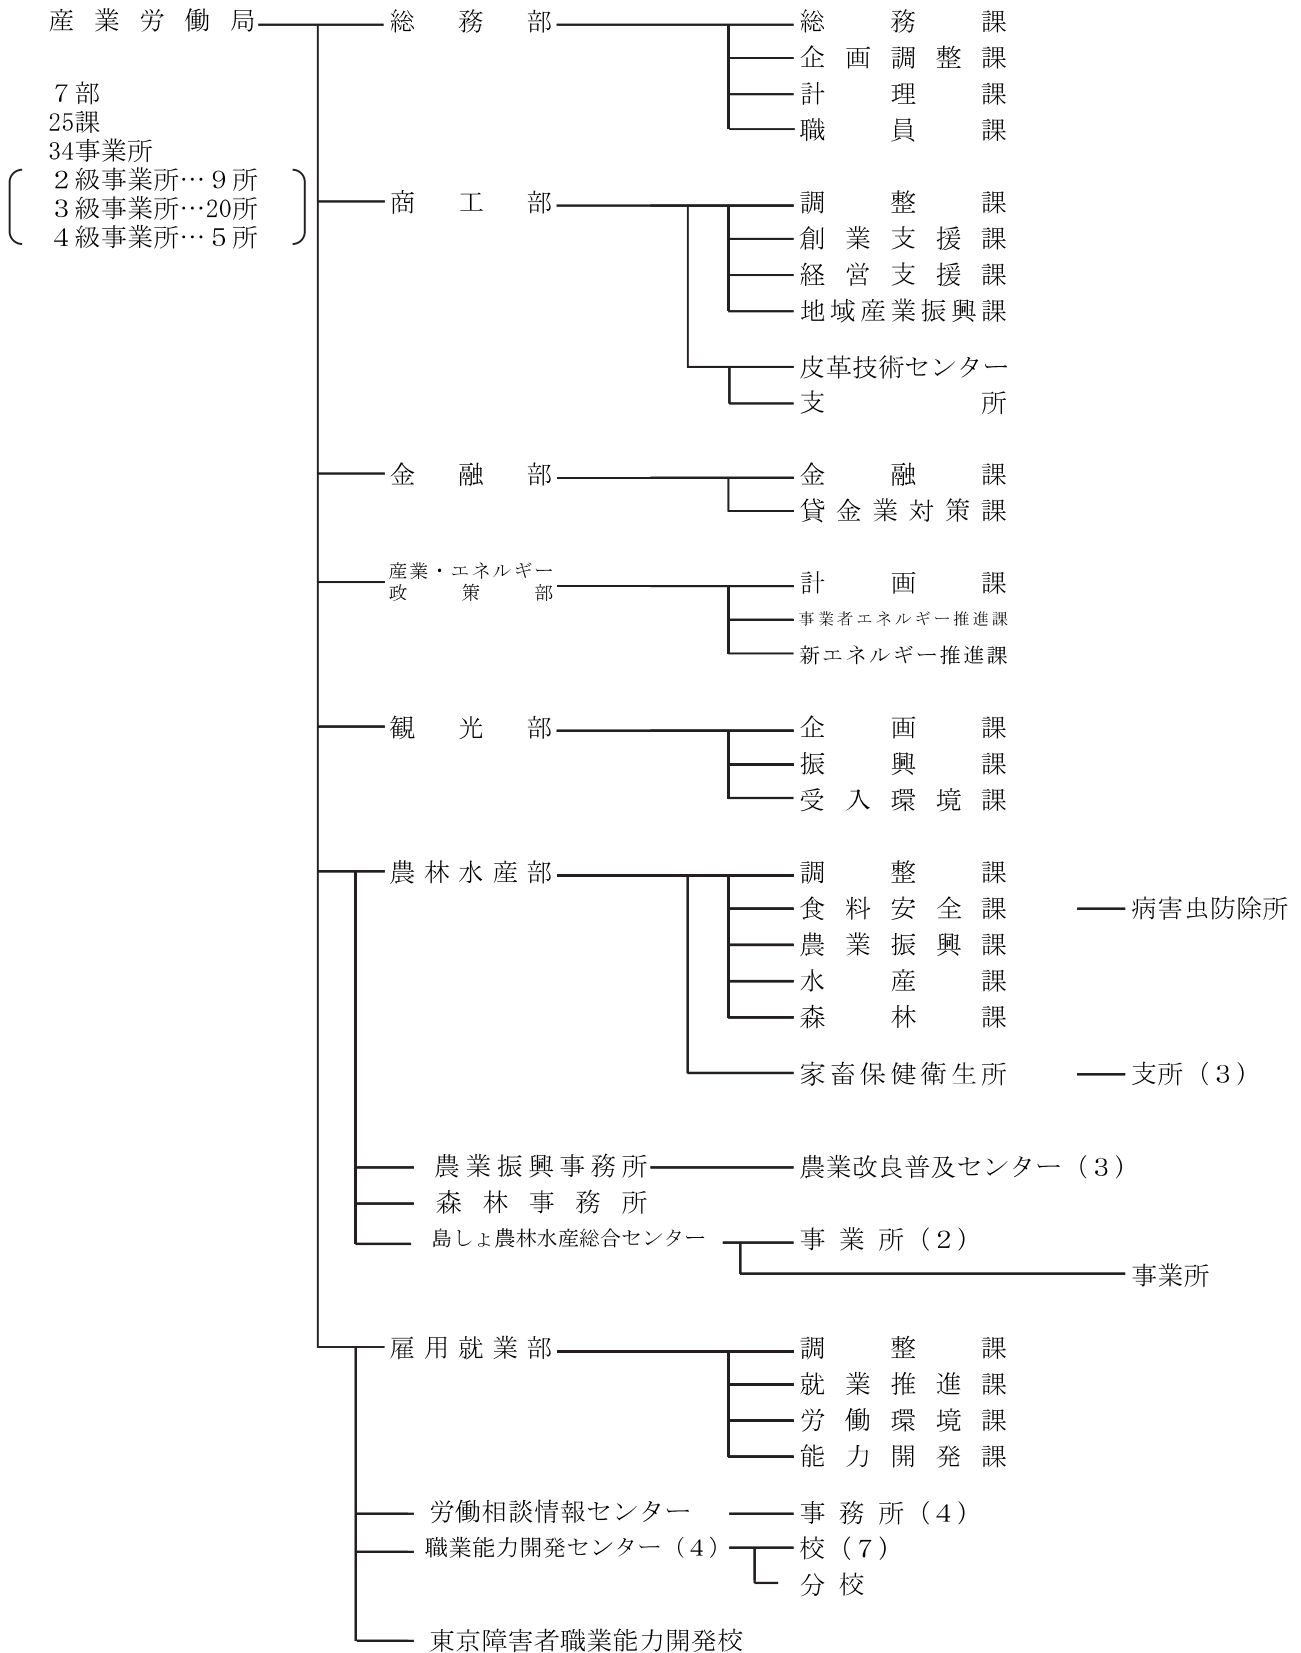 産業労働局
７部
25課
34事業所
２級事業所…９所
３級事業所…20所
４級事業所…５所
総務部
総務課
企画調整課
計理課
職員課
商工部
調整課
創業支援課
経営支援課
地域産業振興課
皮革技術センター
支所
金融部
金融課
貸金業対策課
産業・エネルギー
政策部
計画課
事業者エネルギー推進課
新エネルギー推進課
観光部
企画課
振興課
受入環境課
農林水産部
調整課
食料安全課
病害虫防除所
農業振興課
水産課
森林課
家畜保健衛生所
支所（３）
農業振興事務所
農業改良普及センター（３）
森林事務所
島しょ農林水産総合センター
事業所（２）
事業所
雇用就業部
調整課
就業推進課
労働環境課
能力開発課
労働相談情報センター
事務所（４）
職業能力開発センター（４）
校（７）
分校
東京障害者職業能力開発校